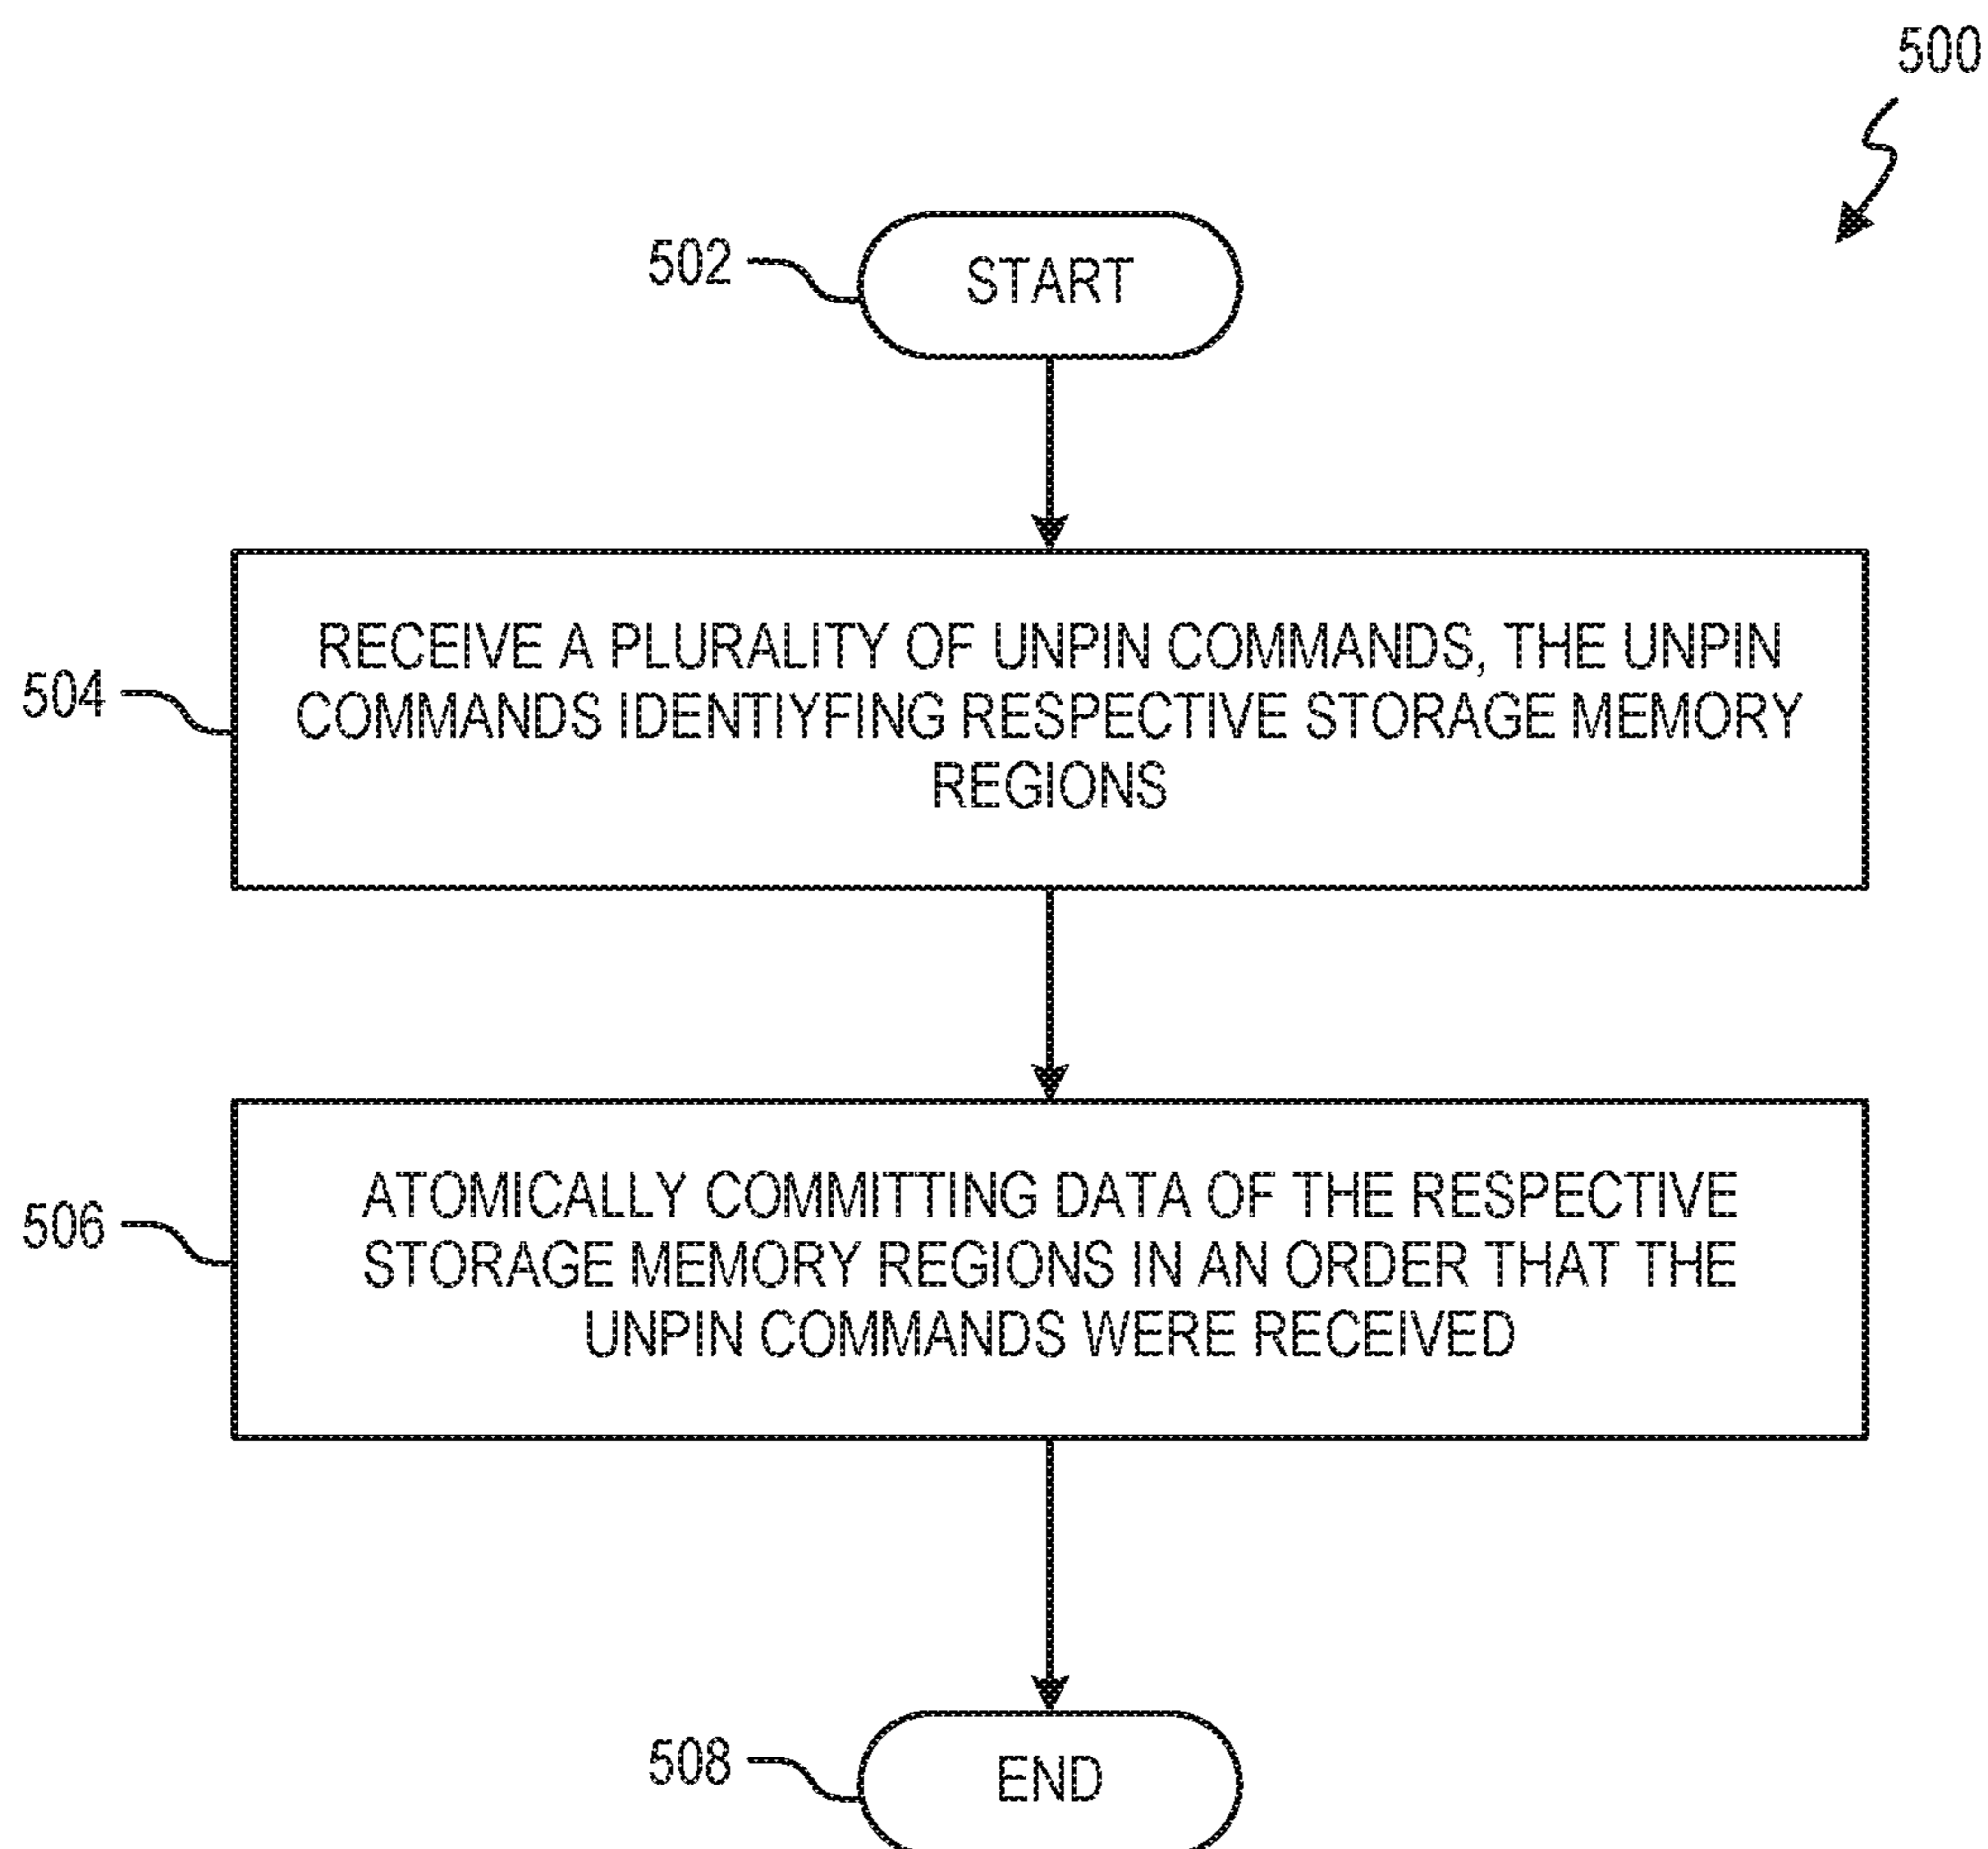 500
502
START
504
RECEIVE A PLURALITY OF UNPIN COMMANDS, THE UNPIN
COMMANDS IDENTIYFING RESPECTIVE STORAGE MEMORY
REGIONS
506
ATOMICALLY COMMITTING DATA OF THE RESPECTIVE
STORAGE MEMORY REGIONS IN AN ORDER THAT THE
UNPIN COMMANDS WERE RECEIVED
508
END